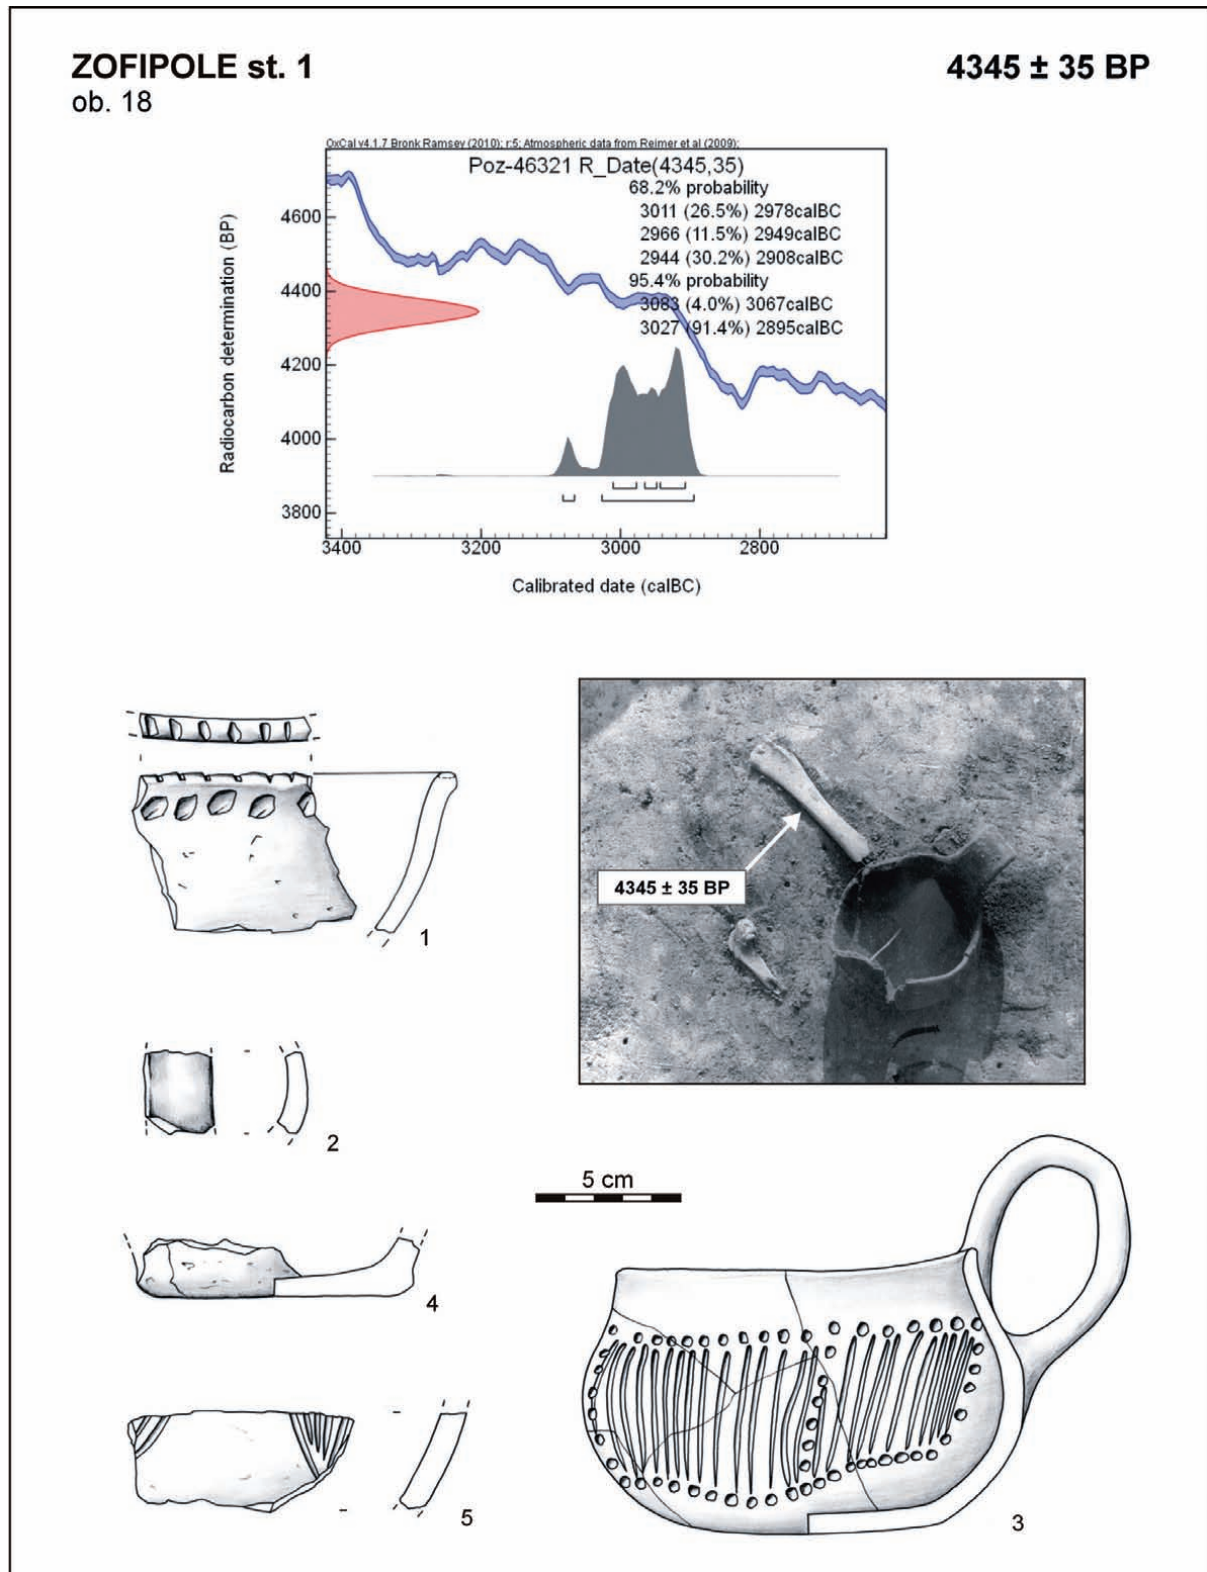 ZOFIPOLE st. 1
4345 ± 35 BP
ob. 18
OxCal v4.1.7 Bronk Ramsey (2010); r:5; Atmospheric data from Reimer et al (2009);
Poz-46321 R_Date(4345,35)
68.2% probability
3011 (26.5%) 2978calBC
2966 (11.5%) 2949calBC
2944 (30.2%) 2908calBC
95.4% probability
3083 (4.0%) 3067calBC
3027 (91.4%) 2895calBC
Radiocarbon determination (BP)
4600
4400
4200
4000
3800
3400 3200 3000 2800
Calibrated date (calBC)
4345 ± 35 BP
1
2
5 cm
4
5
3